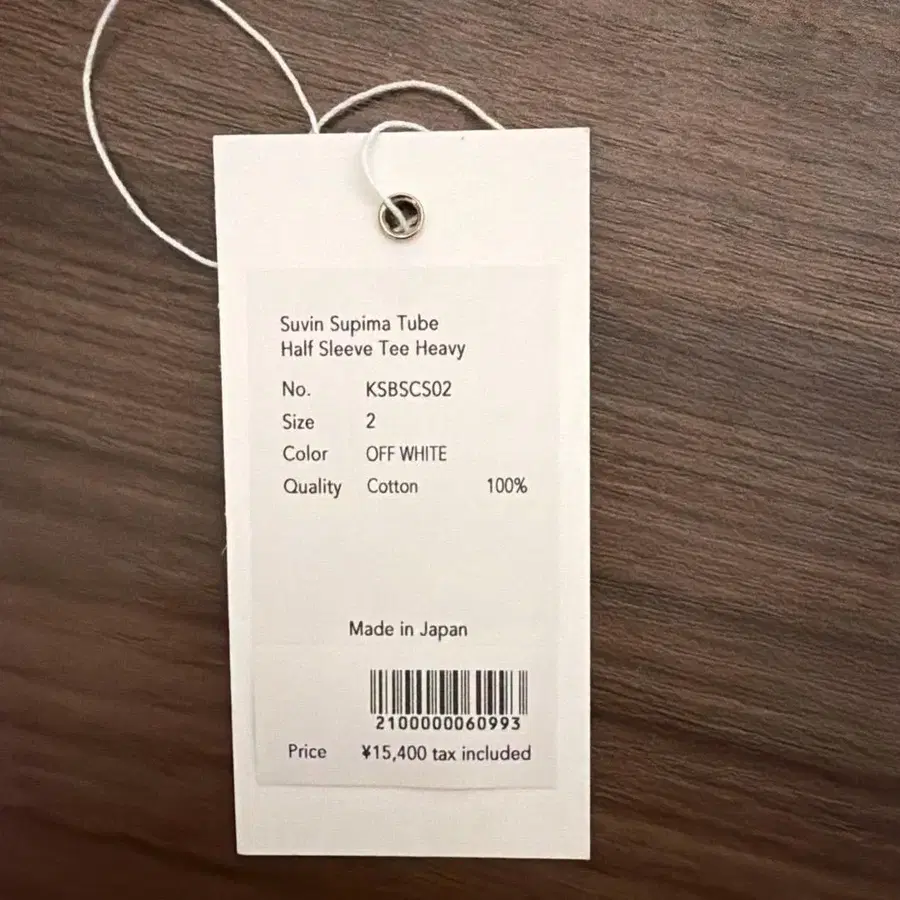 Suvin Supima Tube
Half Sleeve Tee Heavy
No. KSBSCS02
Size 2
Color OFF WHITE
Quality Cotton 100%
Made in Japan
2100000060993
Price ¥15,400 tax included